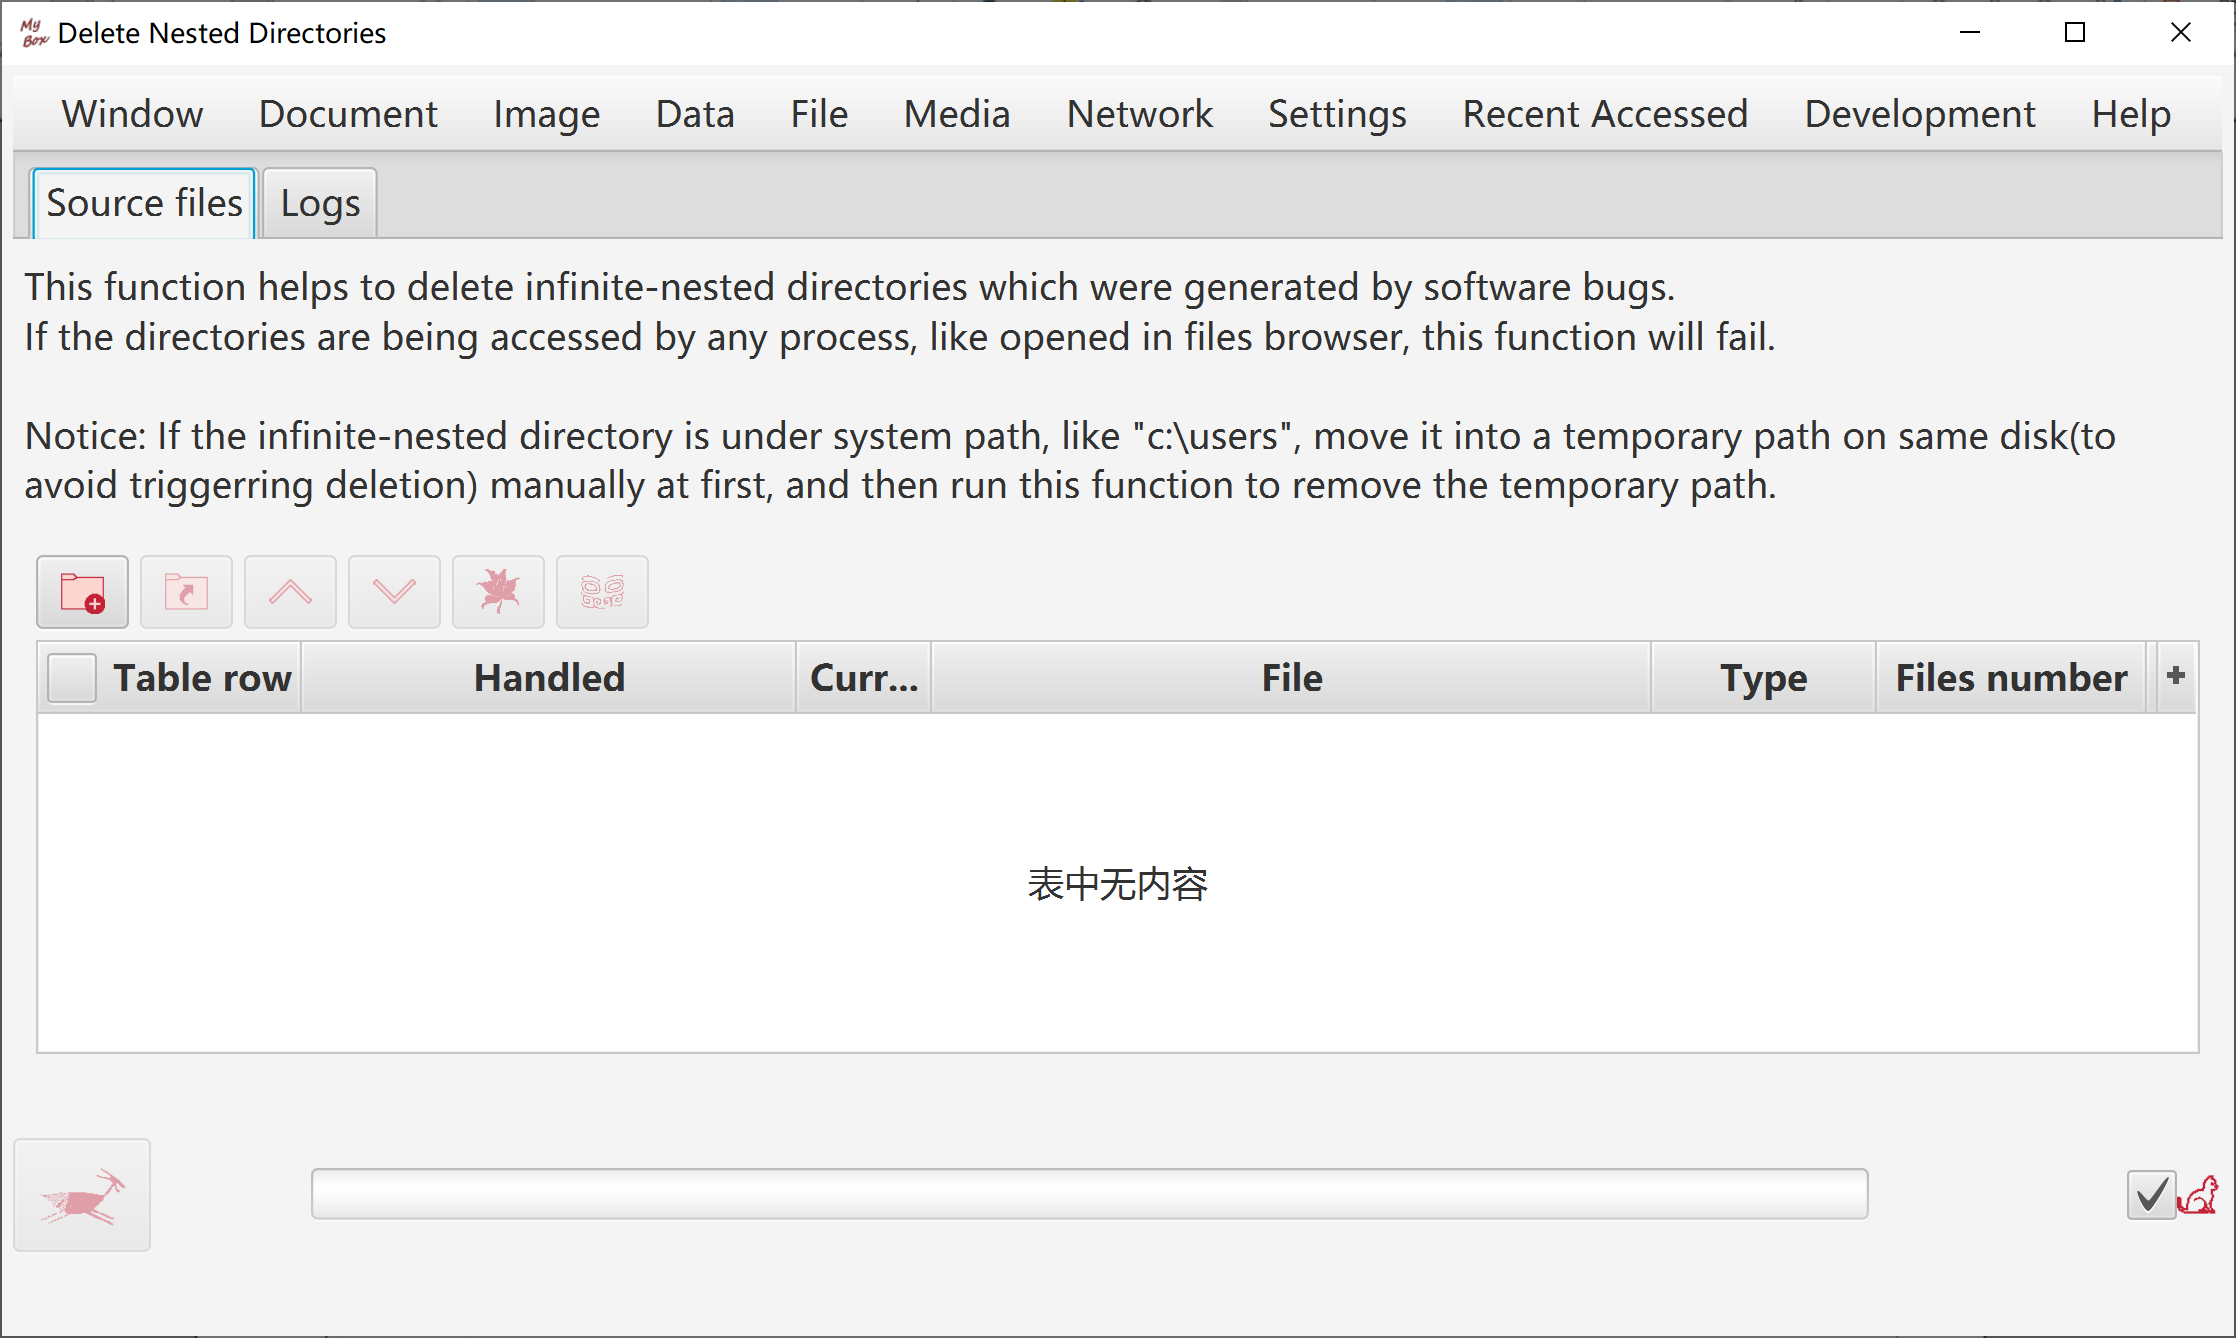 My
Box
Delete Nested Directories
Window Document Image Data File Media Network Settings Recent Accessed Development Help
Source files Logs
This function helps to delete infinite-nested directories which were generated by software bugs.
If the directories are being accessed by any process, like opened in files browser, this function will fail.
Notice: If the infinite-nested directory is under system path, like "c:\users", move it into a temporary path on same disk(to
avoid triggerring deletion) manually at first, and then run this function to remove the temporary path.
Table row Handled Curr... File Type Files number +
表中无内容